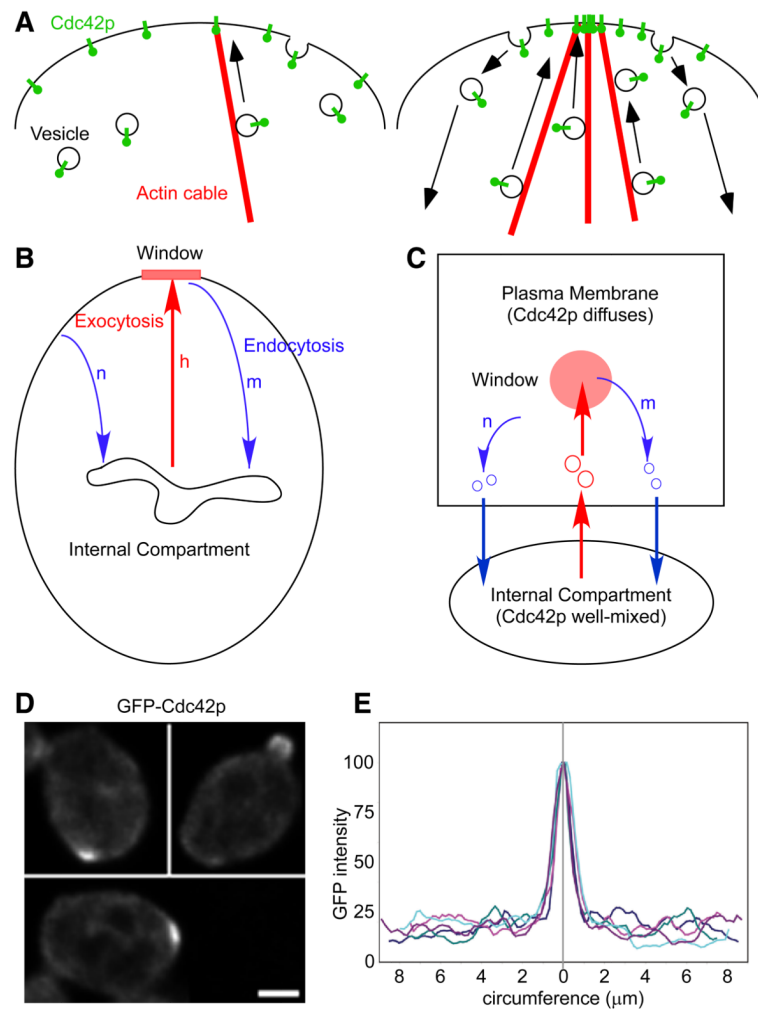 A
Cdc42p
Vesicle
Actin cable
B
Window
Exocytosis
Endocytosis
h
n
m
Internal Compartment
C
Plasma Membrane
(Cdc42p diffuses)
Window
n
m
Internal Compartment
(Cdc42p well-mixed)
D
GFP-Cdc42p
E
GFP intensity
100
75
50
25
0
8 6 4 2 0 2 4 6 8
circumference (μm)